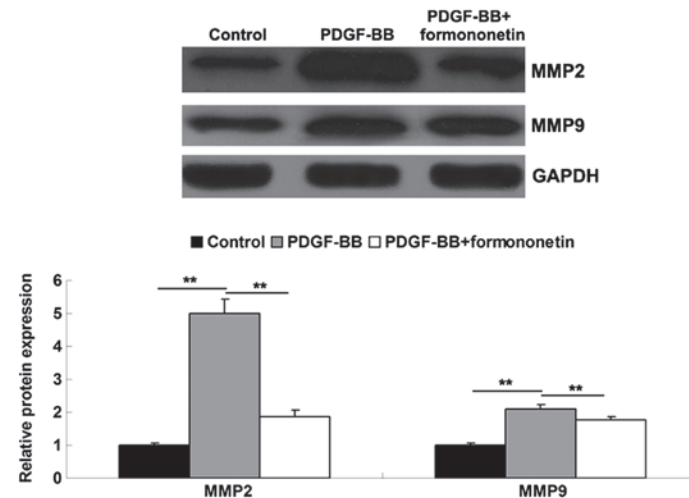 Control PDGF-BB PDGF-BB+
formononetin
MMP2
MMP9
GAPDH
Control PDGF-BB PDGF-BB+formononetin
Relative protein expression
6
5
4
3
2
1
0
** **
** **
MMP2 MMP9